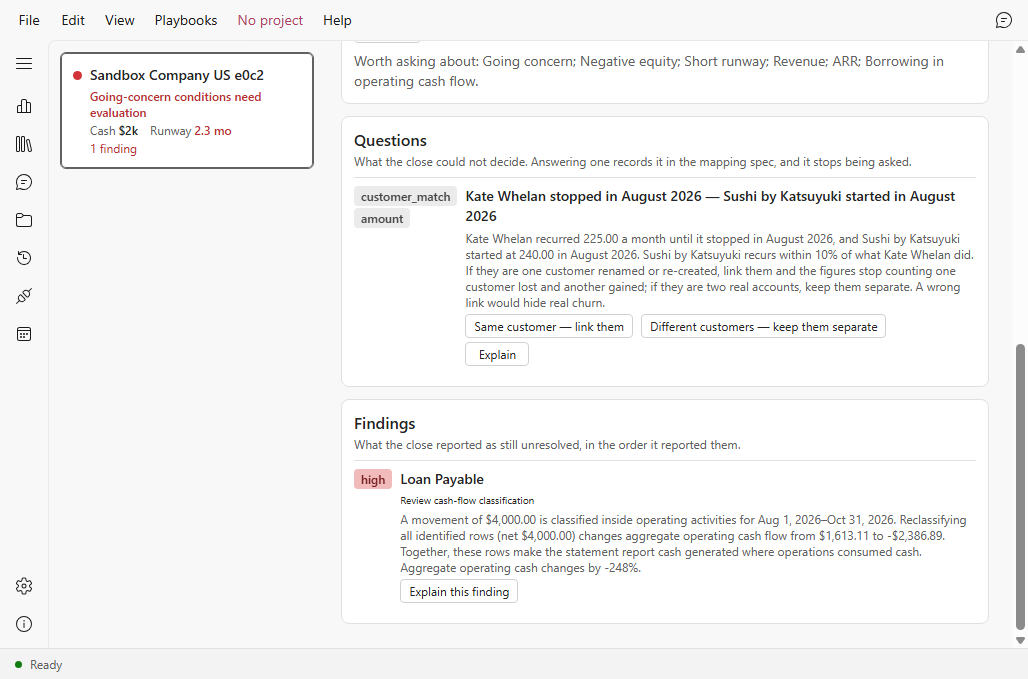 File Edit View Playbooks No project Help
Sandbox Company US e0c2
Going-concern conditions need
evaluation
Cash $2k Runway 2.3 mo
1 finding
Worth asking about: Going concern; Negative equity; Short runway; Revenue; ARR; Borrowing in
operating cash flow.
Questions
What the close could not decide. Answering one records it in the mapping spec, and it stops being asked.
customer_match
amount
Kate Whelan stopped in August 2026 — Sushi by Katsuyuki started in August
2026
Kate Whelan recurred 225.00 a month until it stopped in August 2026, and Sushi by Katsuyuki
started at 240.00 in August 2026. Sushi by Katsuyuki recurs within 10% of what Kate Whelan did.
If they are one customer renamed or re-created, link them and the figures stop counting one
customer lost and another gained; if they are two real accounts, keep them separate. A wrong
link would hide real churn.
Same customer — link them Different customers — keep them separate
Explain
Findings
What the close reported as still unresolved, in the order it reported them.
high Loan Payable
Review cash-flow classification
A movement of $4,000.00 is classified inside operating activities for Aug 1, 2026–Oct 31, 2026. Reclassifying
all identified rows (net $4,000.00) changes aggregate operating cash flow from $1,613.11 to -$2,386.89.
Together, these rows make the statement report cash generated where operations consumed cash.
Aggregate operating cash changes by -248%.
Explain this finding
Ready